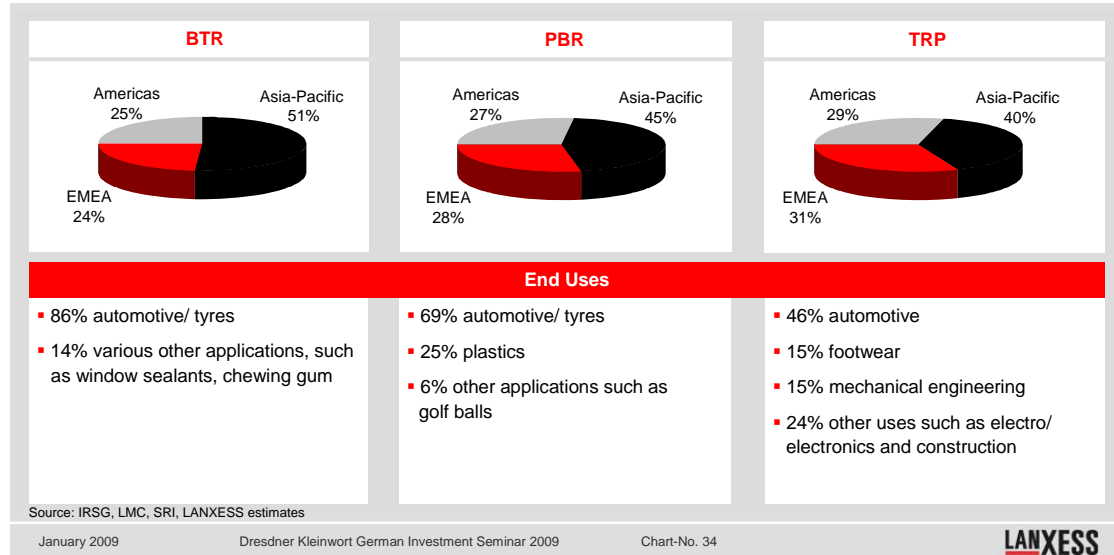 BTR
Americas
25%
Asia-Pacific
51%
EMEA
24%
PBR
Americas
27%
Asia-Pacific
45%
EMEA
28%
TRP
Americas
29%
Asia-Pacific
40%
EMEA
31%
End Uses
▪ 86% automotive/ tyres
▪ 14% various other applications, such
as window sealants, chewing gum
▪ 69% automotive/ tyres
▪ 25% plastics
▪ 6% other applications such as
golf balls
▪ 46% automotive
▪ 15% footwear
▪ 15% mechanical engineering
▪ 24% other uses such as electro/
electronics and construction
Source: IRSG, LMC, SRI, LANXESS estimates
January 2009 Dresdner Kleinwort German Investment Seminar 2009 Chart-No. 34
LANXESS